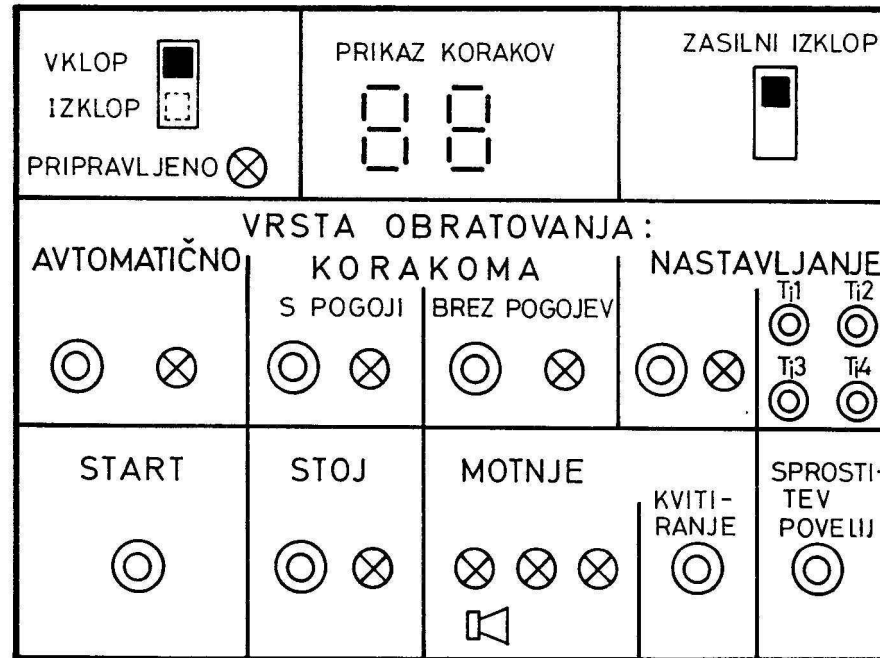 VKLOP
IZKLOP
PRIPRAVLJENO
PRIKAZ KORAKOV
88
ZASILNI IZKLOP
VRSTA OBRATOVANJA:
AVTOMATIČNO
KORAKOMA
S POGOJI
BREZ POGOJEV
NASTAVLJANJE
Tj1 Tj2
Tj3 Tj4
START
STOJ
MOTNJE
KVITI-
RANJE
SPROSTI-
TEV
POVELIJ